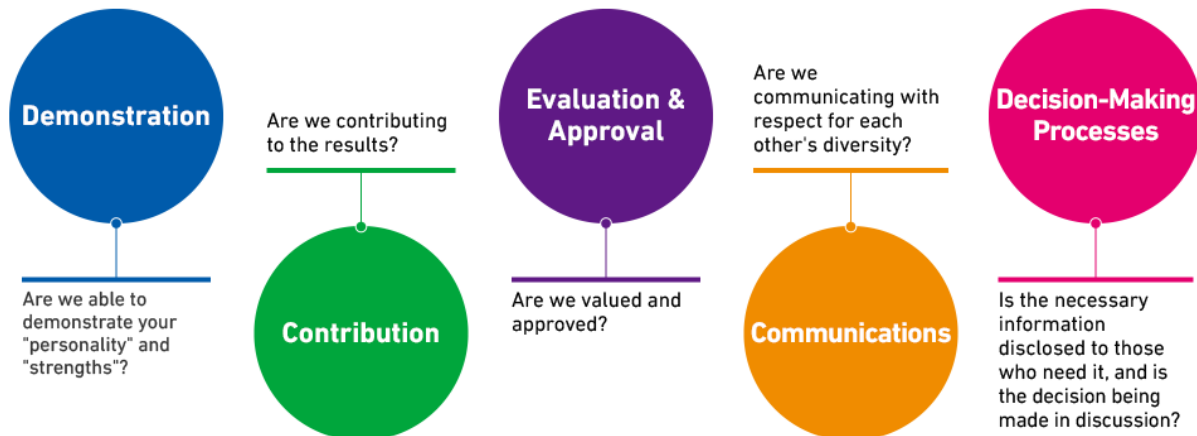 Demonstration
Are we able to
demonstrate your
"personality" and
"strengths"?
Are we contributing
to the results?
Contribution
Evaluation &
Approval
Are we valued and
approved?
Are we
communicating with
respect for each
other's diversity?
Communications
Decision-Making
Processes
Is the necessary
information
disclosed to those
who need it, and is
the decision being
made in discussion?